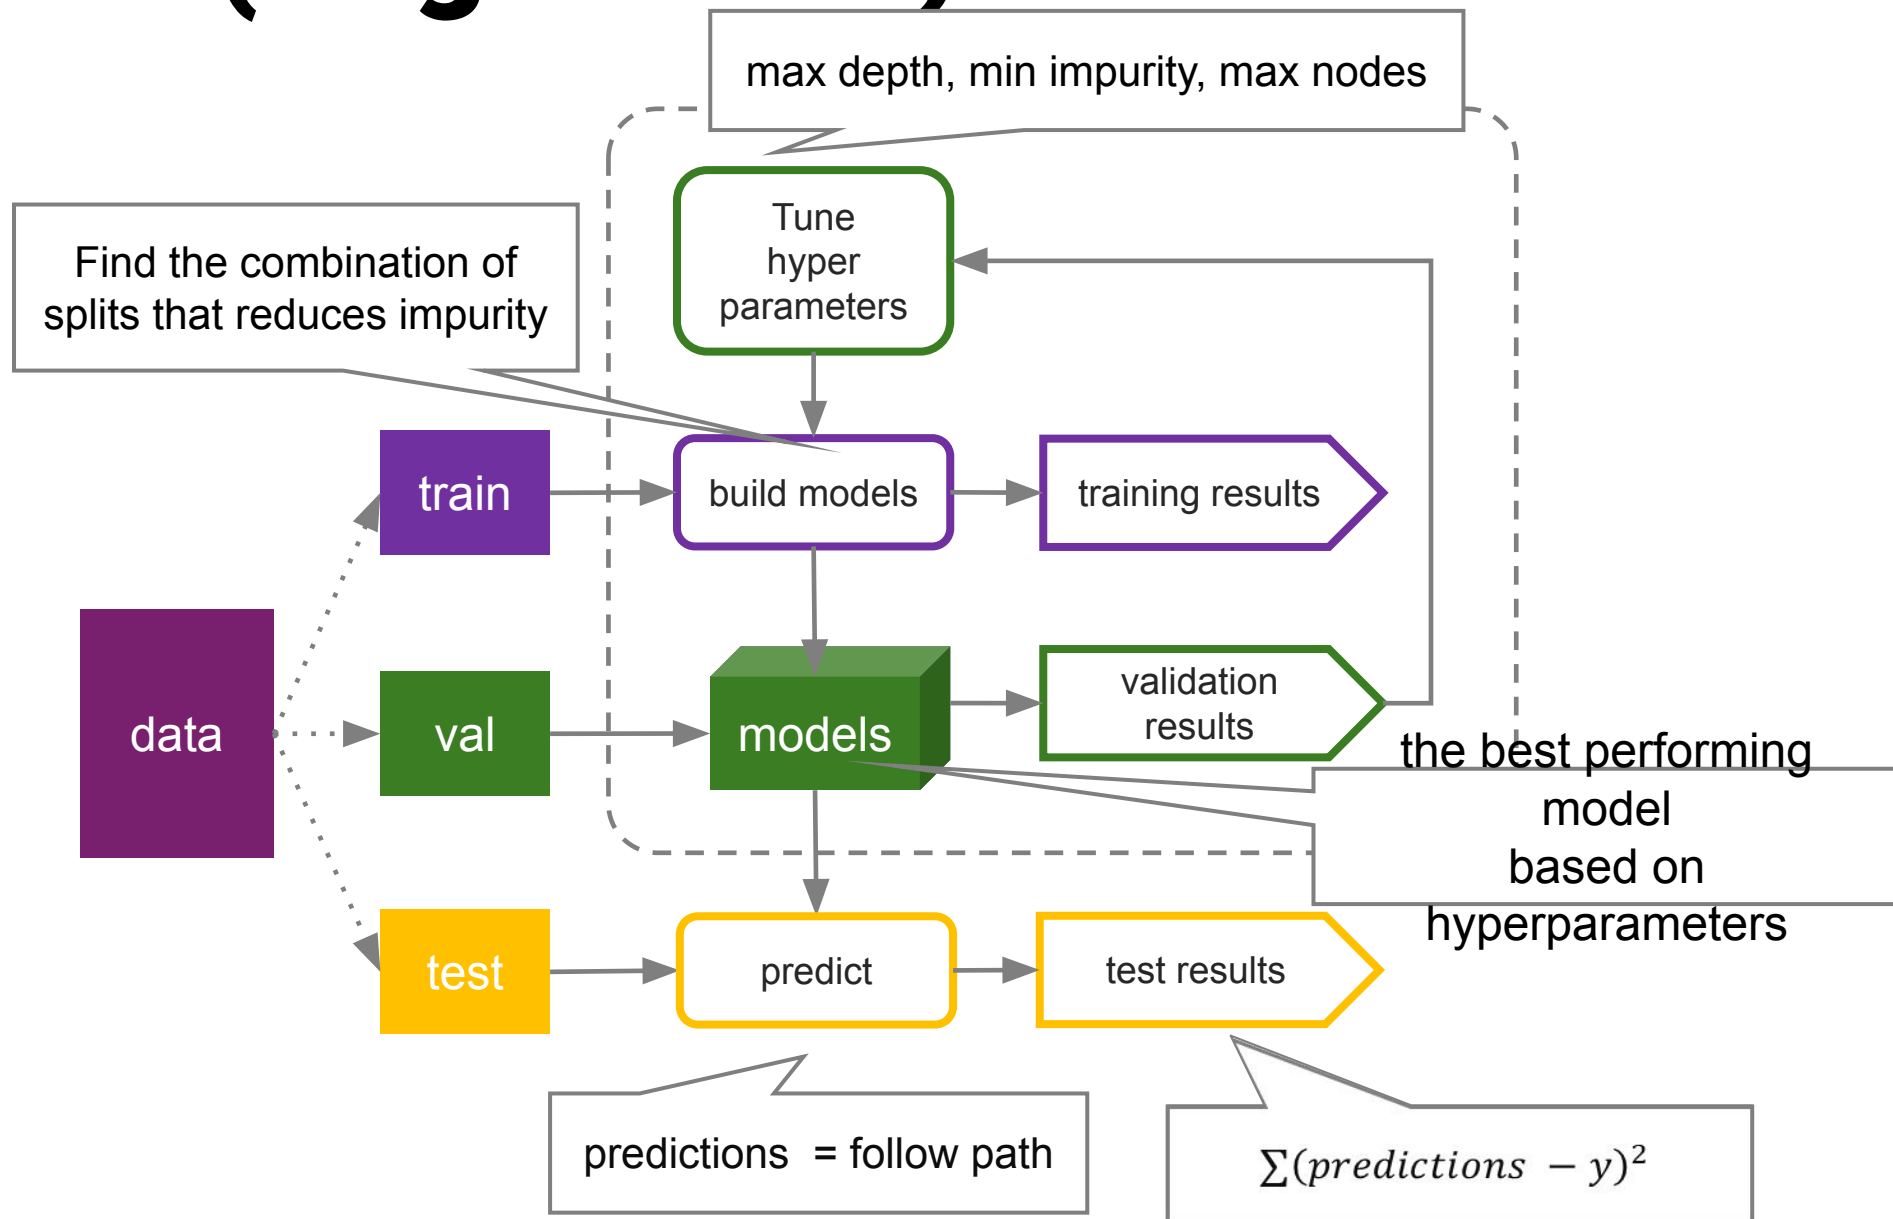 max depth, min impurity, max nodes
Tune
hyper
parameters
Find the combination of
splits that reduces impurity
train
build models
training results
data
val
models
validation
results
the best performing
model
based on
hyperparameters
test
predict
test results
predictions = follow path
∑(predictions − y)²